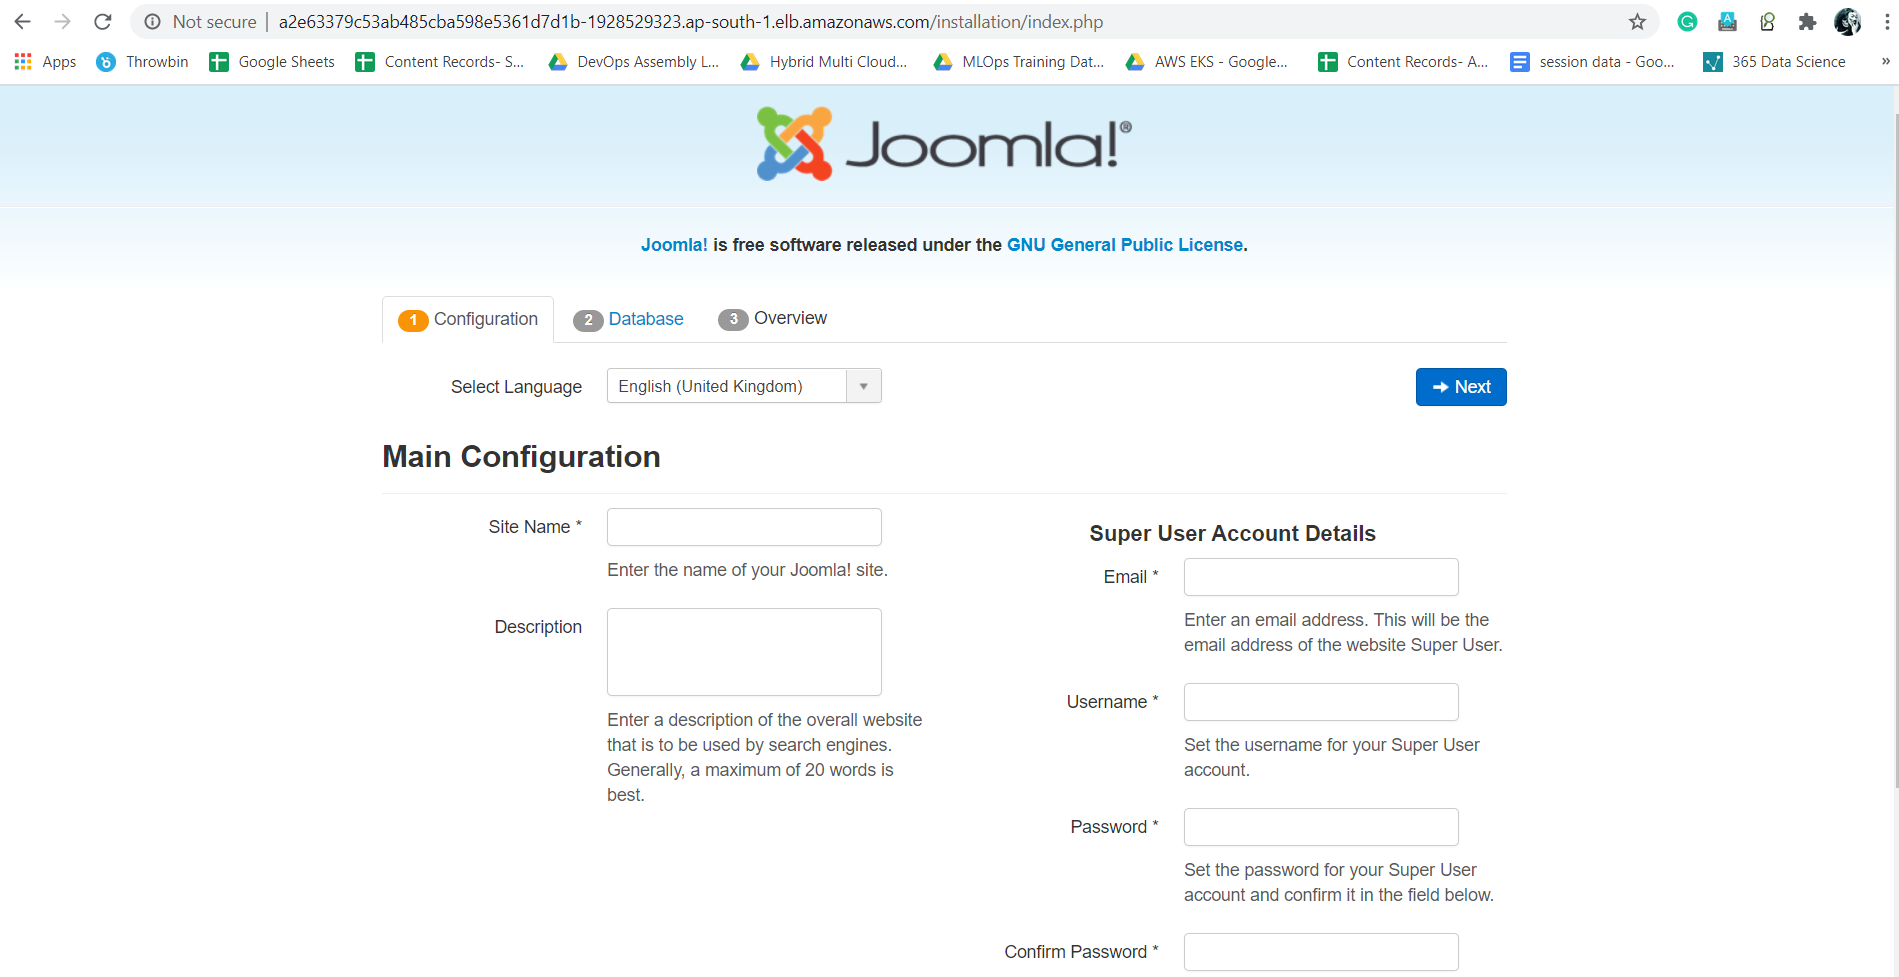 Not secure | a2e63379c53ab485cba598e5361d7d1b-1928529323.ap-south-1.elb.amazonaws.com/installation/index.php
Apps Throwbin Google Sheets Content Records- S... DevOps Assembly L... Hybrid Multi Cloud... MLOps Training Dat... AWS EKS - Google... Content Records- A... session data - Goo... 365 Data Science »
Joomla!®
Joomla! is free software released under the GNU General Public License.
1 Configuration 2 Database 3 Overview
Select Language English (United Kingdom) Next
Main Configuration
Site Name *
Enter the name of your Joomla! site.
Description
Enter a description of the overall website
that is to be used by search engines.
Generally, a maximum of 20 words is
best.
Super User Account Details
Email *
Enter an email address. This will be the
email address of the website Super User.
Username *
Set the username for your Super User
account.
Password *
Set the password for your Super User
account and confirm it in the field below.
Confirm Password *